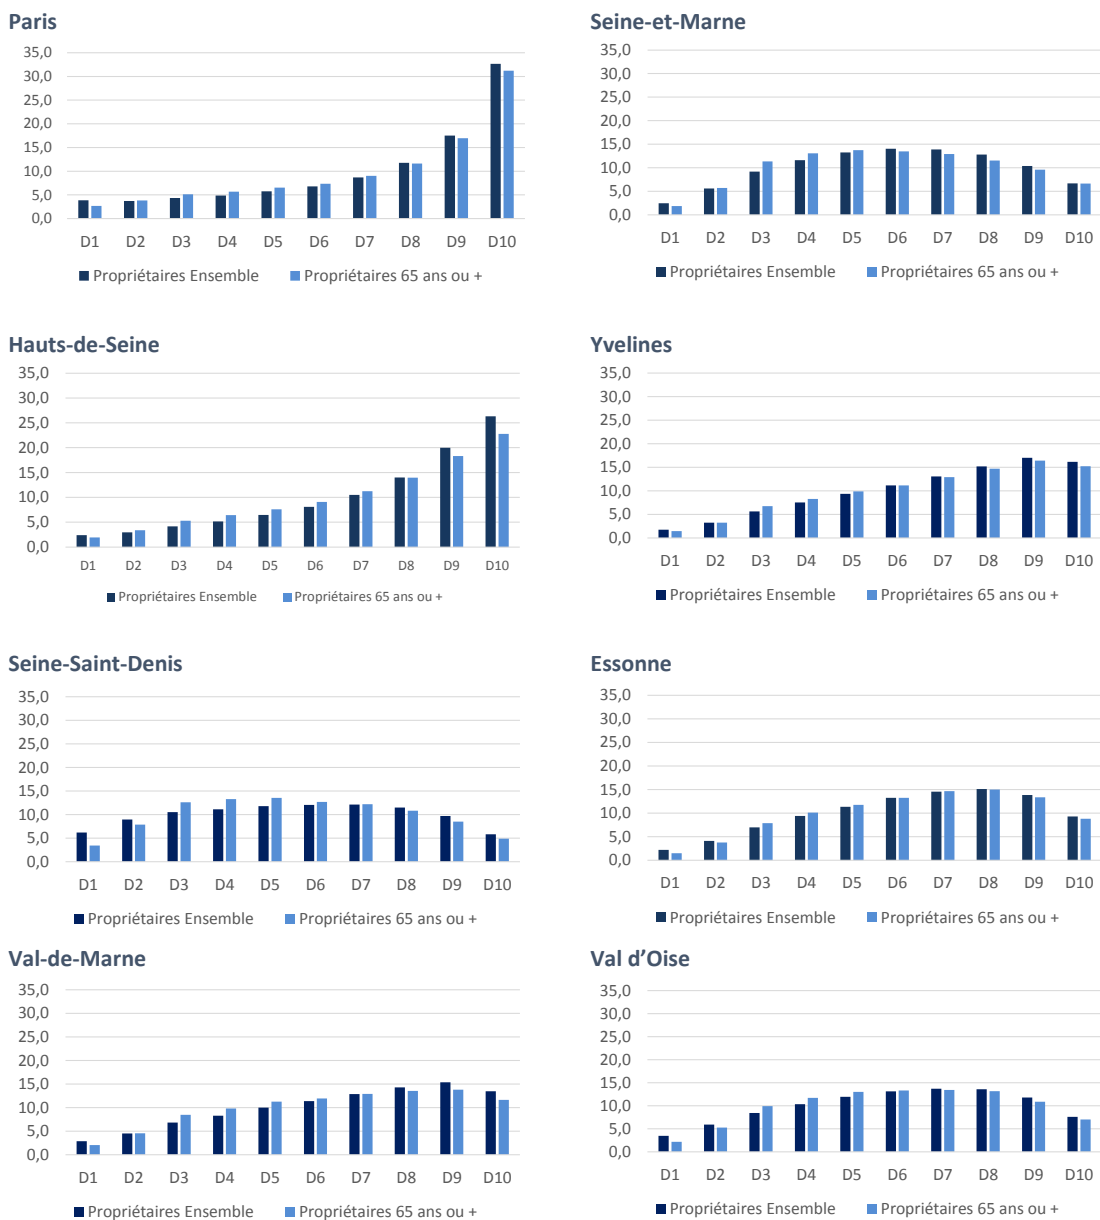 Paris
35,0
30,0
25,0
20,0
15,0
10,0
5,0
0,0
D1 D2 D3 D4 D5 D6 D7 D8 D9 D10
Propriétaires Ensemble Propriétaires 65 ans ou +
Seine-et-Marne
35,0
30,0
25,0
20,0
15,0
10,0
5,0
0,0
D1 D2 D3 D4 D5 D6 D7 D8 D9 D10
Propriétaires Ensemble Propriétaires 65 ans ou +
Hauts-de-Seine
35,0
30,0
25,0
20,0
15,0
10,0
5,0
0,0
D1 D2 D3 D4 D5 D6 D7 D8 D9 D10
Propriétaires Ensemble Propriétaires 65 ans ou +
Yvelines
35,0
30,0
25,0
20,0
15,0
10,0
5,0
0,0
D1 D2 D3 D4 D5 D6 D7 D8 D9 D10
Propriétaires Ensemble Propriétaires 65 ans ou +
Seine-Saint-Denis
35,0
30,0
25,0
20,0
15,0
10,0
5,0
0,0
D1 D2 D3 D4 D5 D6 D7 D8 D9 D10
Propriétaires Ensemble Propriétaires 65 ans ou +
Essonne
35,0
30,0
25,0
20,0
15,0
10,0
5,0
0,0
D1 D2 D3 D4 D5 D6 D7 D8 D9 D10
Propriétaires Ensemble Propriétaires 65 ans ou +
Val-de-Marne
35,0
30,0
25,0
20,0
15,0
10,0
5,0
0,0
D1 D2 D3 D4 D5 D6 D7 D8 D9 D10
Propriétaires Ensemble Propriétaires 65 ans ou +
Val d’Oise
35,0
30,0
25,0
20,0
15,0
10,0
5,0
0,0
D1 D2 D3 D4 D5 D6 D7 D8 D9 D10
Propriétaires Ensemble Propriétaires 65 ans ou +